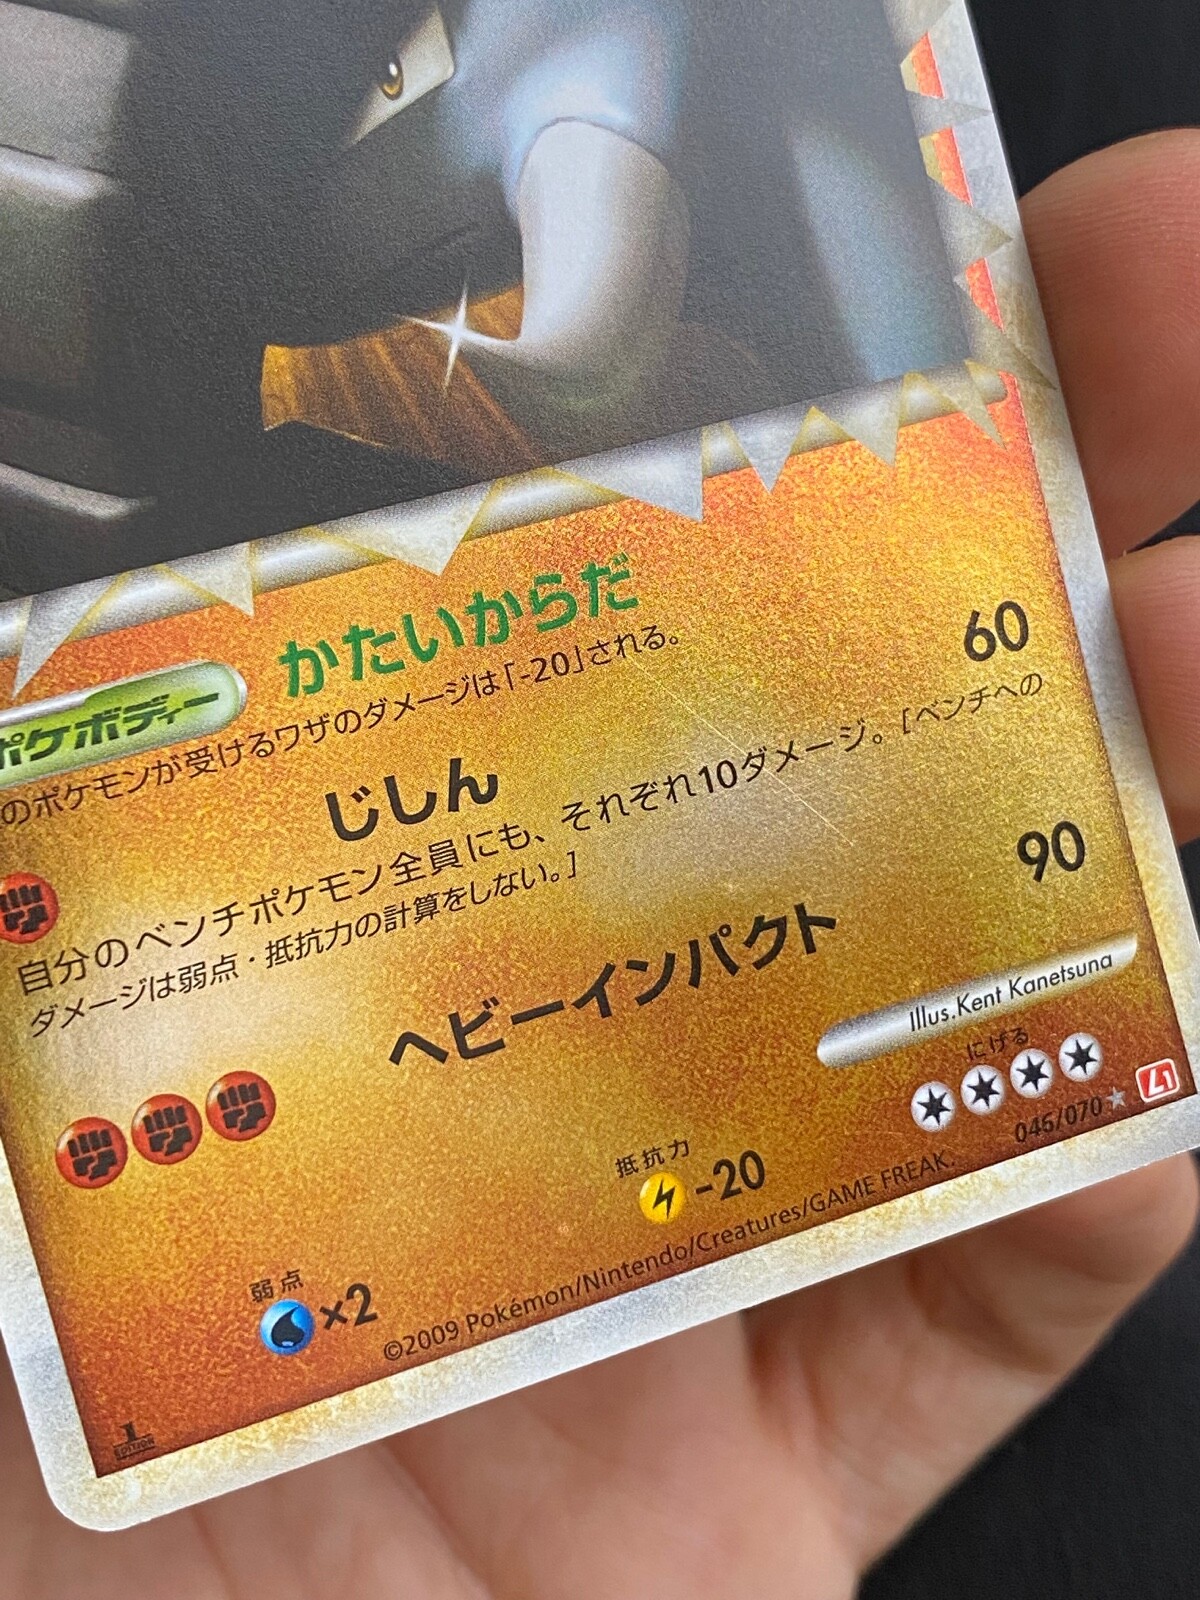 ポケボディー かたいからだ
のポケモンが受けるワザのダメージは「-20」される。
じしん 60
自分のベンチポケモン全員にも、それぞれ10ダメージ。[ベンチへの
ダメージは弱点・抵抗力の計算をしない。]
ヘビーインパクト 90
Illus.Kent Kanetsuna
にげる
抵抗力
-20
046/070 L1
弱点
×2
©2009 Pokémon/Nintendo/Creatures/GAME FREAK.
1 EDITION